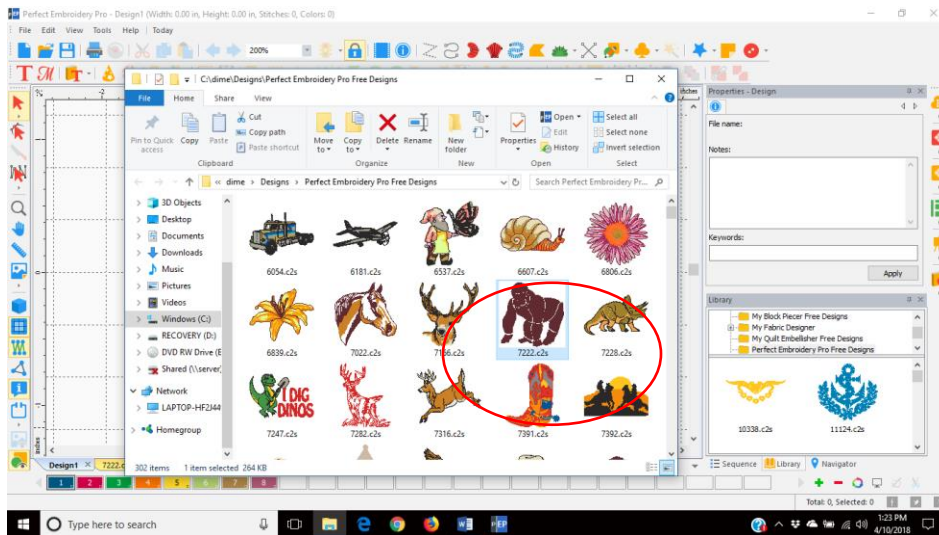 Perfect Embroidery Pro - Design1 (Width: 0.00 in, Height: 0.00 in, Stitches: 0, Colors: 0)
File Edit View Tools Help Today
200%
C:\dime\Designs\Perfect Embroidery Pro Free Designs
File Home Share View
Pin to Quick access
Copy
Cut
Copy path
Paste shortcut
Move to
Copy to
Delete
Rename
New folder
Properties
Open
Edit
History
Select all
Select none
Invert selection
Clipboard Organize New Open Select
« dime > Designs > Perfect Embroidery Pro Free Designs
Search Perfect Embroidery Pr...
3D Objects
Desktop
Documents
Downloads
Music
Pictures
Videos
Windows (C:)
RECOVERY (D:)
DVD RW Drive (E
Shared (\\server
Network
LAPTOP-HF2J44
Homegroup
6054.c2s 6181.c2s 6537.c2s 6607.c2s 6806.c2s
6839.c2s 7022.c2s 7166.c2s 7222.c2s 7228.c2s
I DIG
DINOS
7247.c2s 7282.c2s 7316.c2s 7391.c2s 7392.c2s
302 items 1 item selected 264 KB
Properties - Design
File name:
Notes:
Keywords:
Apply
Library
My Block Piecer Free Designs
My Fabric Designer
My Quilt Embellisher Free Designs
Perfect Embroidery Pro Free Designs
10338.c2s 11124.c2s
Sequence Library Navigator
Design1 7222.c
1 2 3 4 5 6 7 8
Total: 0, Selected: 0
Type here to search
1:23 PM
4/10/2018